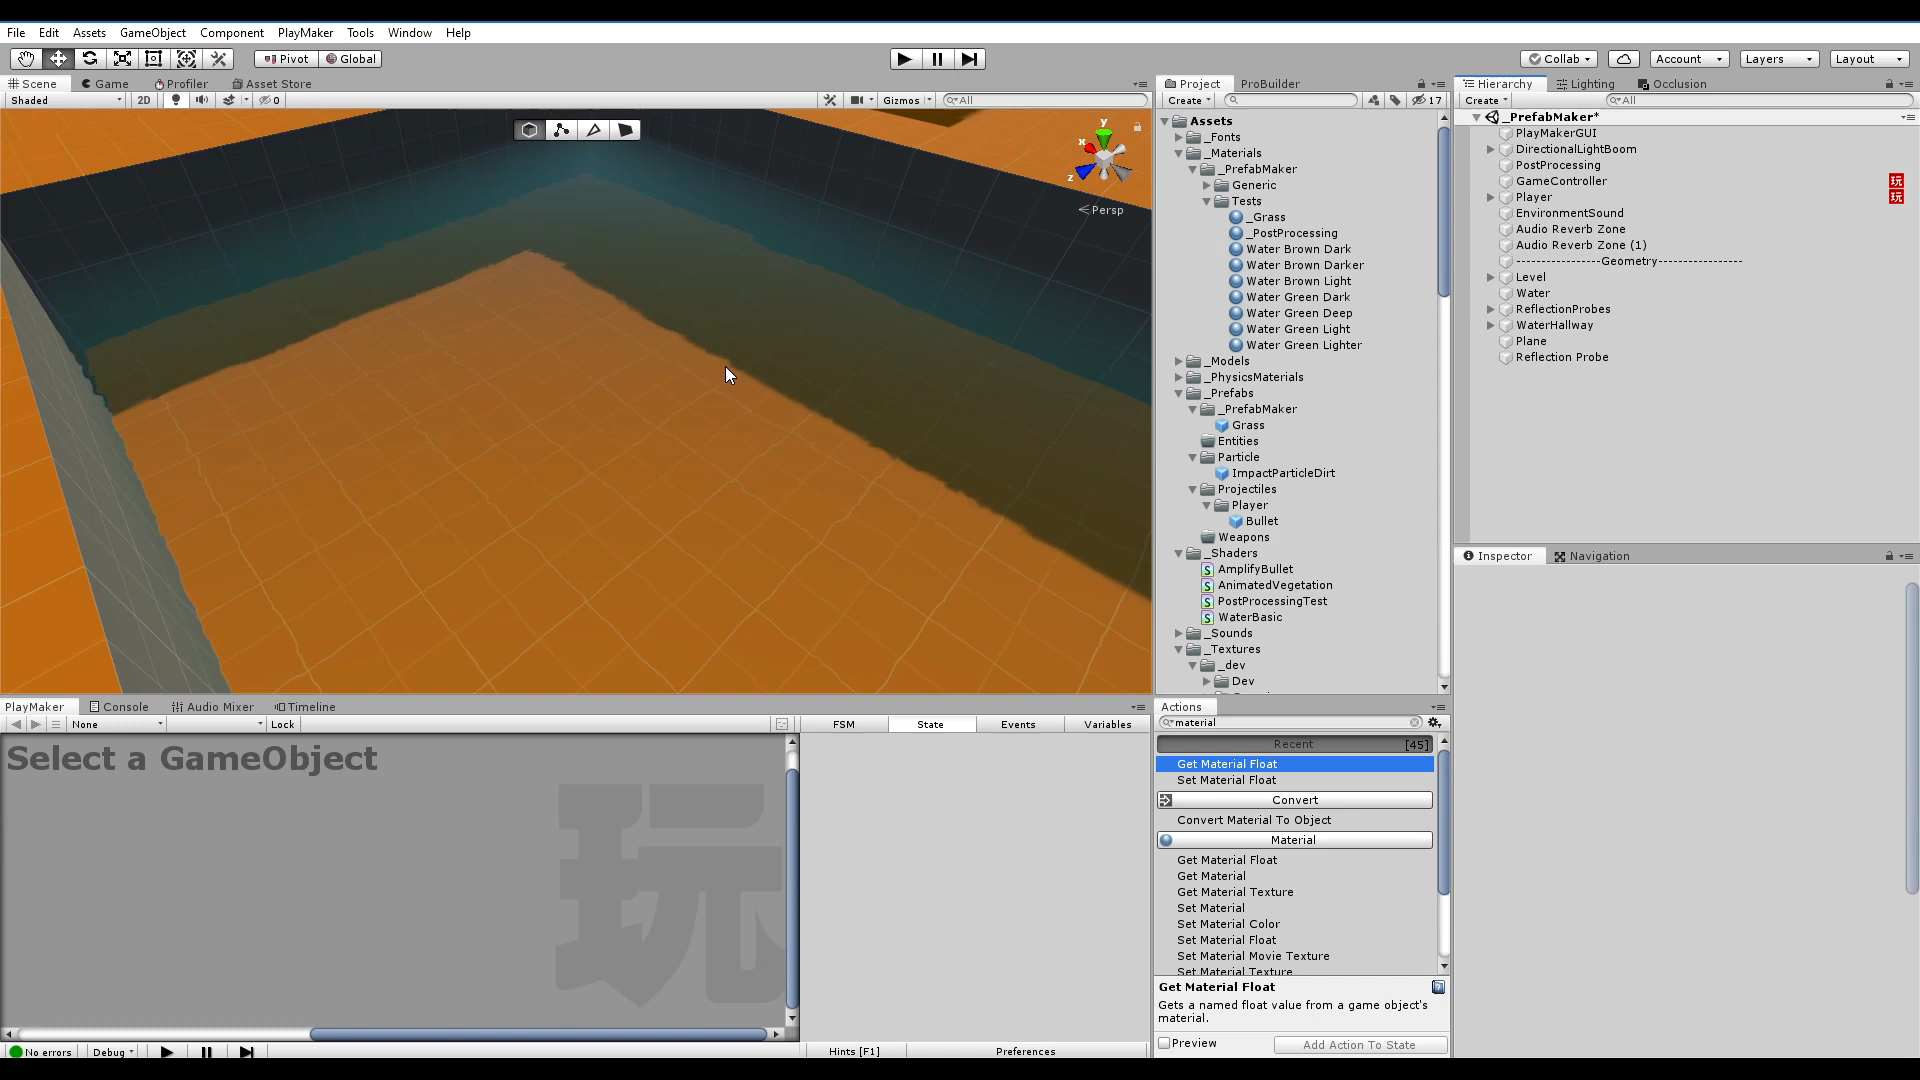 File Edit Assets GameObject Component PlayMaker Tools Window Help
Pivot Global Collab Account Layers Layout
Scene Game Profiler Asset Store
Shaded 2D 0 Gizmos All
y
x
z
Persp
Project ProBuilder
Create 17
Assets
_Fonts
_Materials
_PrefabMaker
Generic
Tests
_Grass
_PostProcessing
Water Brown Dark
Water Brown Darker
Water Brown Light
Water Green Dark
Water Green Deep
Water Green Light
Water Green Lighter
_Models
_PhysicsMaterials
_Prefabs
_PrefabMaker
Grass
Entities
Particle
ImpactParticleDirt
Projectiles
Player
Bullet
Weapons
_Shaders
AmplifyBullet
AnimatedVegetation
PostProcessingTest
WaterBasic
_Sounds
_Textures
_dev
Dev
Hierarchy Lighting Occlusion
Create All
_PrefabMaker*
PlayMakerGUI
DirectionalLightBoom
PostProcessing
GameController 玩
Player 玩
EnvironmentSound
Audio Reverb Zone
Audio Reverb Zone (1)
-----------------Geometry-----------------
Level
Water
ReflectionProbes
WaterHallway
Plane
Reflection Probe
Inspector Navigation
PlayMaker Console Audio Mixer Timeline
None Lock FSM State Events Variables
Select a GameObject
玩
No errors Debug Hints [F1] Preferences
Actions
material
Recent [45]
Get Material Float
Set Material Float
Convert
Convert Material To Object
Material
Get Material Float
Get Material
Get Material Texture
Set Material
Set Material Color
Set Material Float
Set Material Movie Texture
Set Material Texture
Get Material Float
Gets a named float value from a game object's
material.
Preview Add Action To State